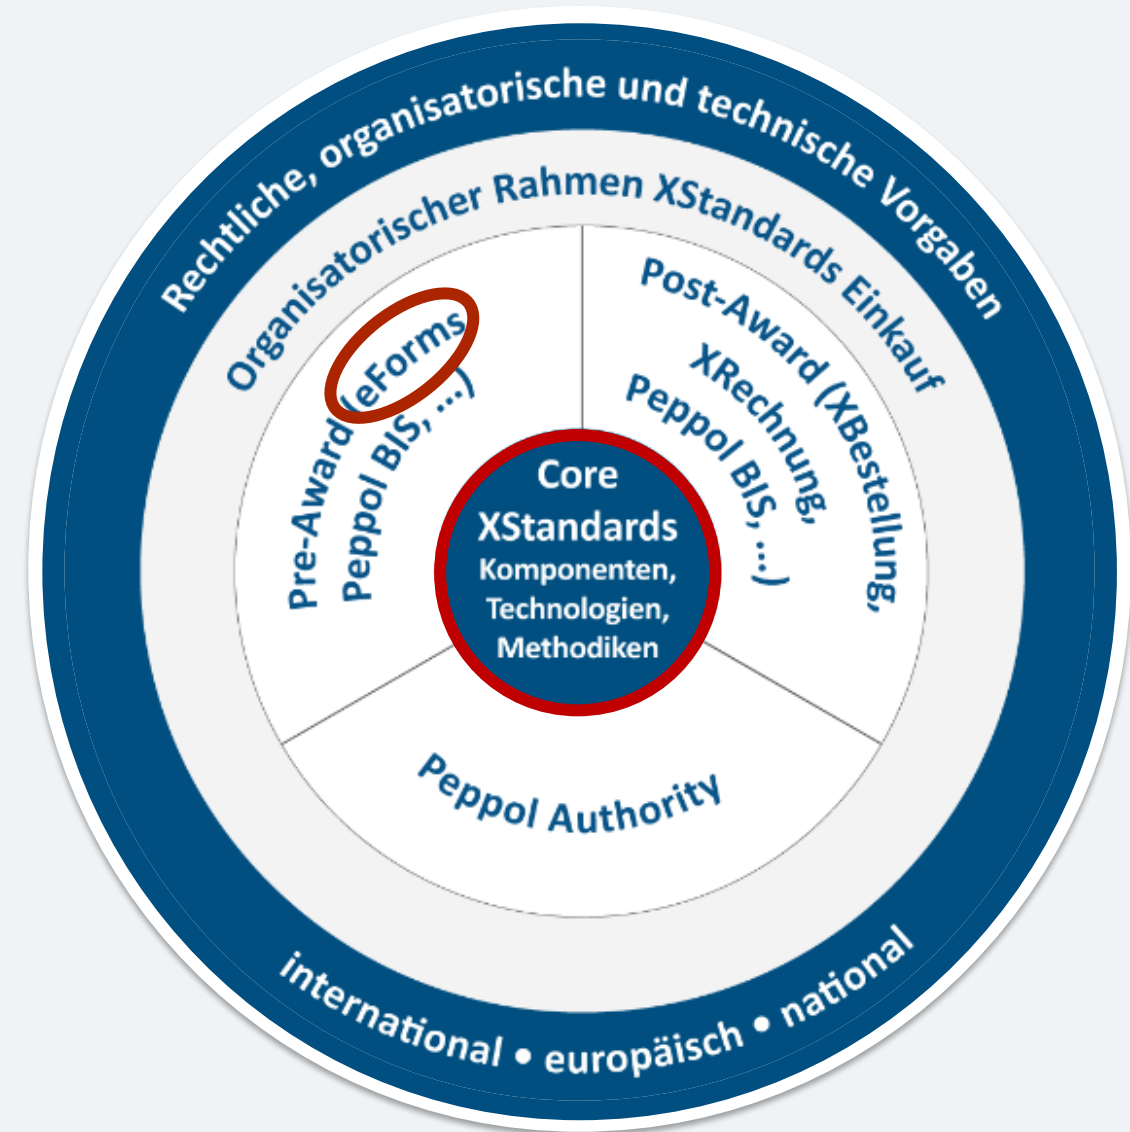 Rechtliche, organisatorische und technische Vorgaben
Organisatorischer Rahmen XStandards Einkauf
Pre-Award (eForms,
Peppol BIS, ...)
Post-Award (XBestellung,
XRechnung,
Peppol BIS, ...)
Core
XStandards
Komponenten,
Technologien,
Methodiken
Peppol Authority
international • europäisch • national